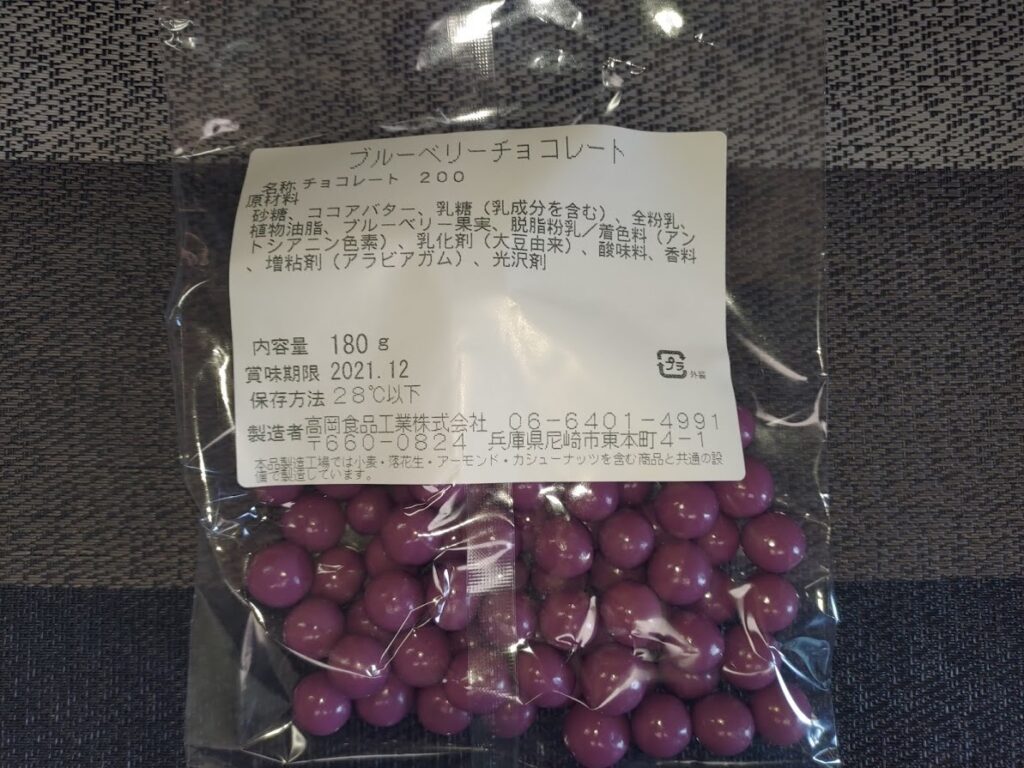 ブルーベリーチョコレート
名称 チョコレート ２００
原材料
砂糖、ココアバター、乳糖（乳成分を含む）、全粉乳、
植物油脂、ブルーベリー果実、脱脂粉乳／着色料（アン
トシアニン色素）、乳化剤（大豆由来）、酸味料、香料
、増粘剤（アラビアガム）、光沢剤
内容量 180ｇ
賞味期限 2021.12
保存方法 ２８℃以下
プラ 外装
製造者 高岡食品工業株式会社 ０６－６４０１－４９９１
〒６６０－０８２４ 兵庫県尼崎市東本町４－１
本品製造工場では小麦・落花生・アーモンド・カシューナッツを含む商品と共通の設
備で製造しています。